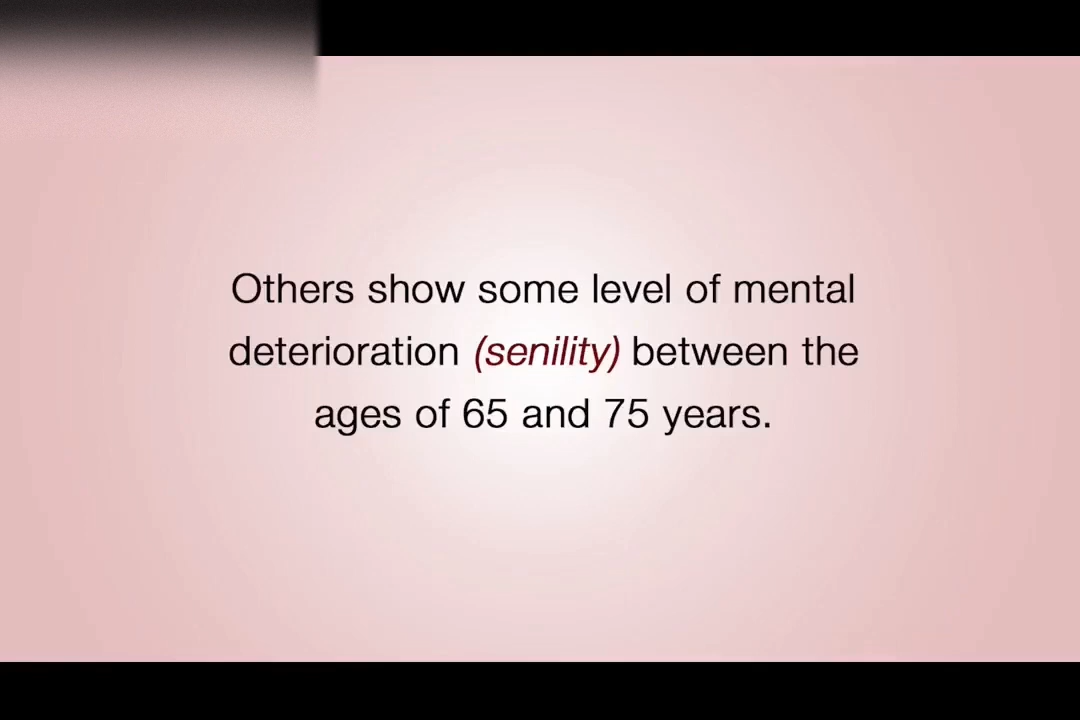 Others show some level of mental
deterioration (senility) between the
ages of 65 and 75 years.